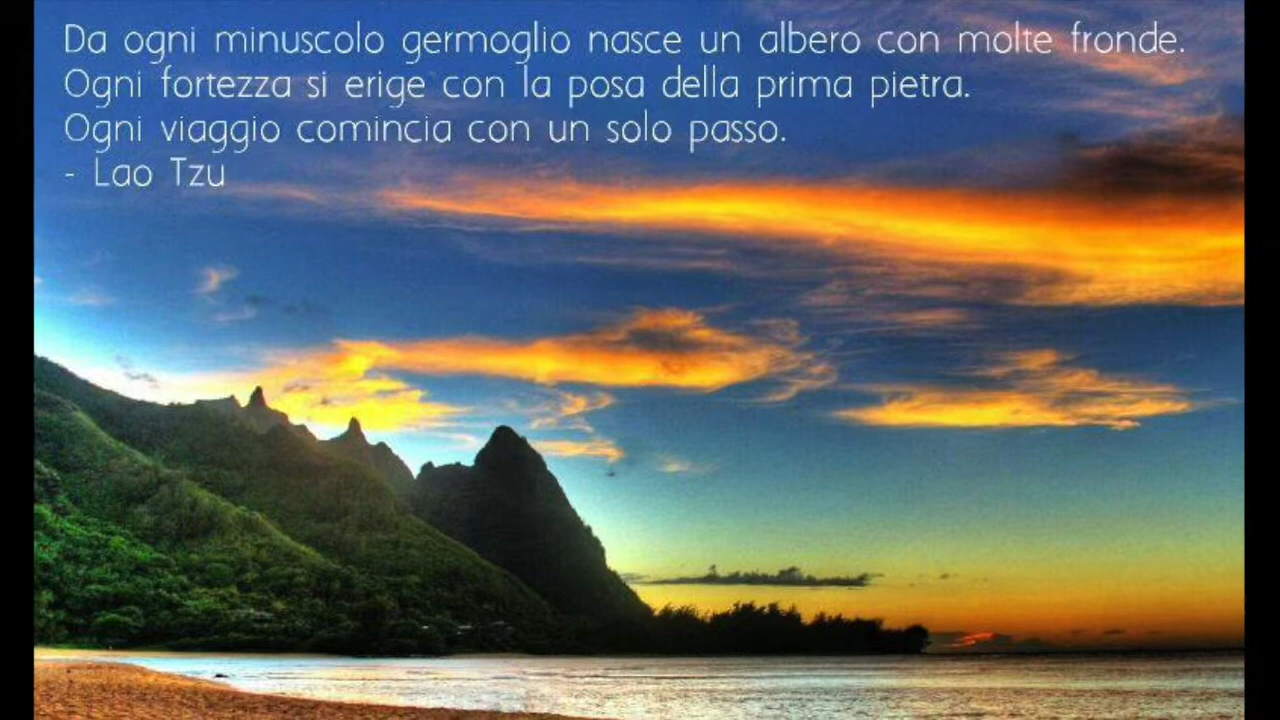 Da ogni minuscolo germoglio nasce un albero con molte fronde.
Ogni fortezza si erige con la posa della prima pietra.
Ogni viaggio comincia con un solo passo.
- Lao Tzu